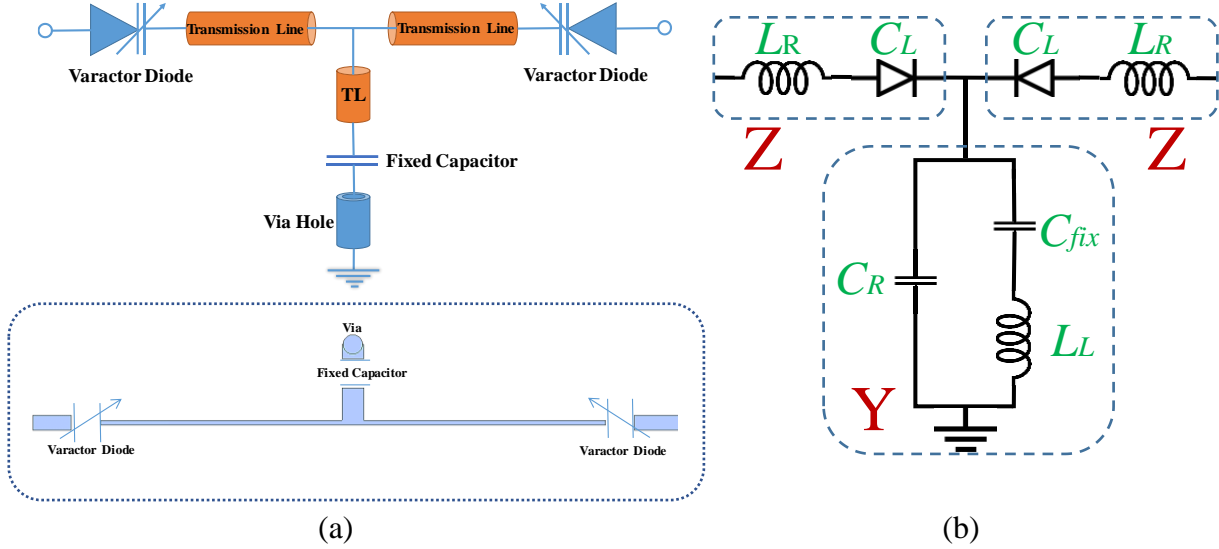 Transmission Line
Transmission Line
Varactor Diode
Varactor Diode
TL
Fixed Capacitor
Via Hole
Via
Fixed Capacitor
Varactor Diode
Varactor Diode
(a)
LR
CL
CL
LR
Z
Z
Cfix
CR
LL
Y
(b)